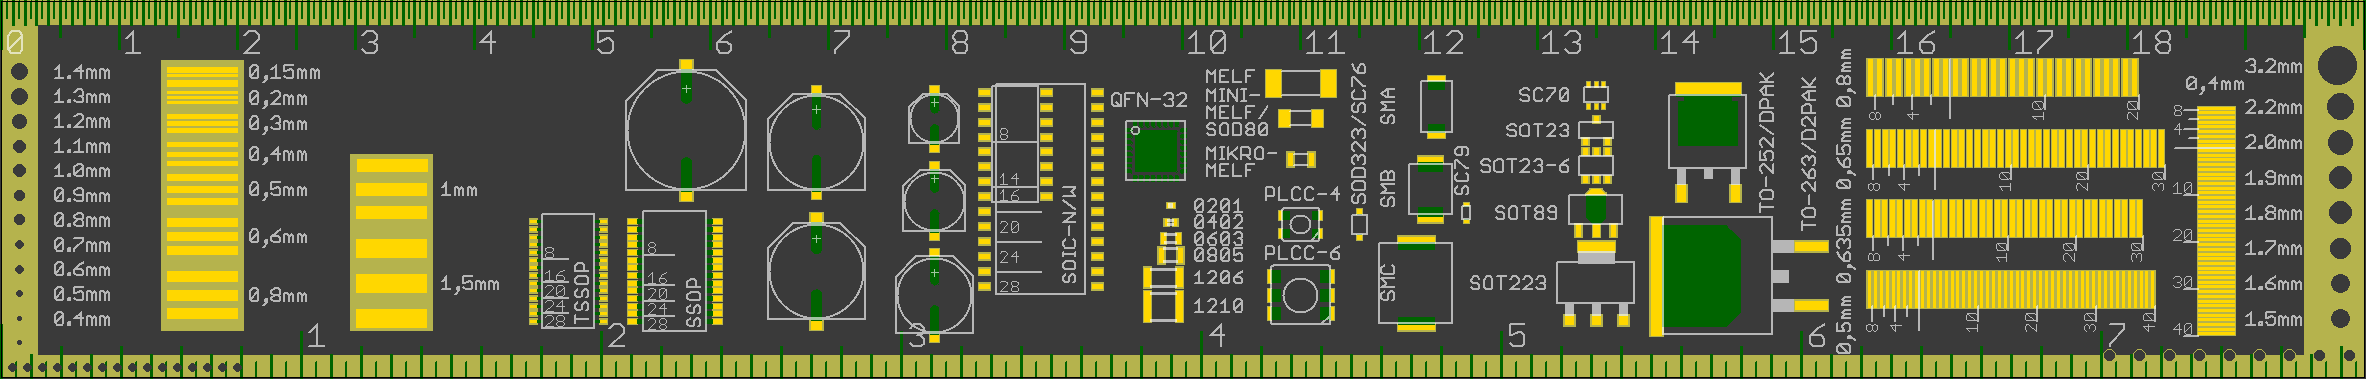 0 1 2 3 4 5 6 7 8 9 10 11 12 13 14 15 16 17 18
1.4mm
1.3mm
1.2mm
1.1mm
1.0mm
0.9mm
0.8mm
0.7mm
0.6mm
0.5mm
0.4mm
0,15mm
0,2mm
0,3mm
0,4mm
0,5mm
0,6mm
0,8mm
1mm
1,5mm
8
16
20
24
28
TSSOP
8
16
20
24
28
SSOP
8
14
16
20
24
28
SOIC-N/W
QFN-32
MELF
MINI-
MELF/
SOD80
MIKRO-
MELF
0201
0402
0603
0805
1206
1210
PLCC-4
PLCC-6
SOD323/SC76
SMA
SMB
SMC
SC79
SC70
SOT23
SOT23-6
SOT89
SOT223
TO-252/DPAK
TO-263/D2PAK
0,8mm
8 4 10 20
0,65mm
8 4 10 20 30
0,635mm
8 4 10 20 30
0,5mm
8 4 10 20 30 40
0,4mm
8
4
10
20
30
40
3.2mm
2.2mm
2.0mm
1.9mm
1.8mm
1.7mm
1.6mm
1.5mm
1 2 3 4 5 6 7